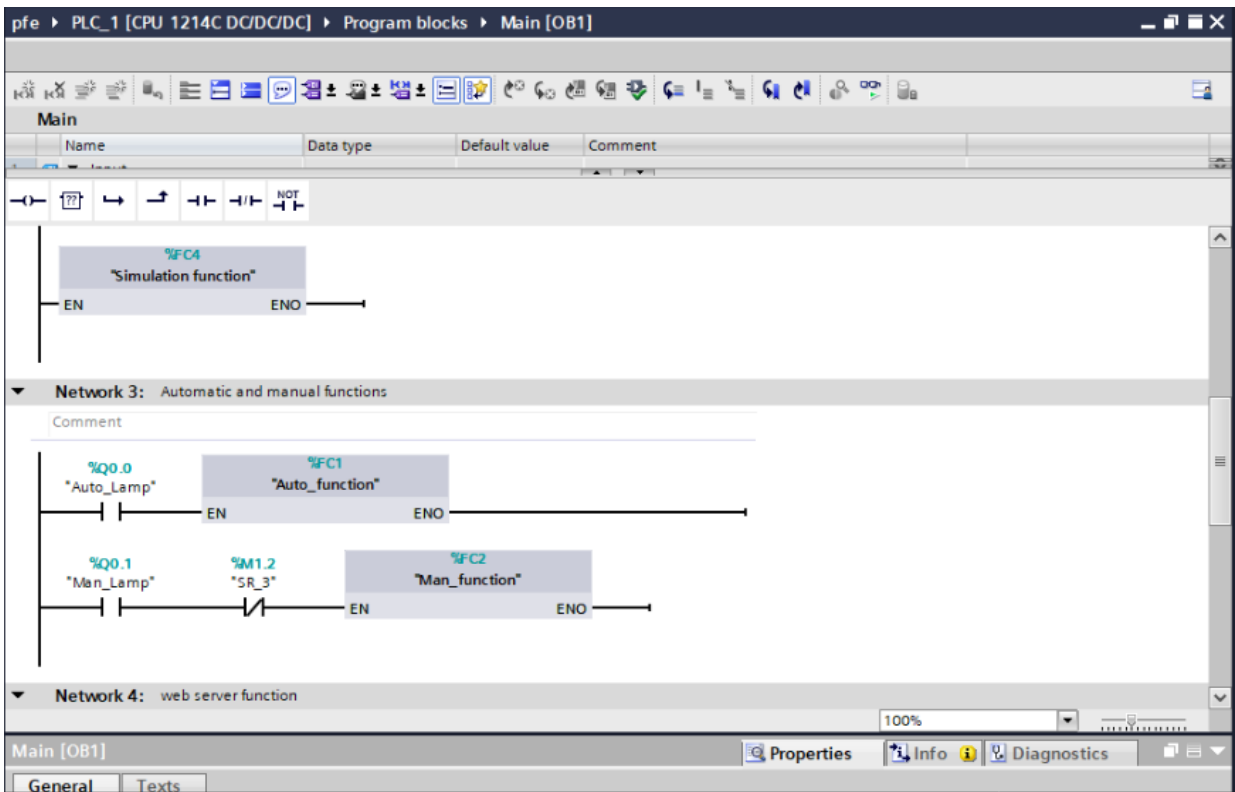 pfe ▸ PLC_1 [CPU 1214C DC/DC/DC] ▸ Program blocks ▸ Main [OB1]
Main
Name Data type Default value Comment
?? NOT
%FC4
"Simulation function"
EN ENO
Network 3: Automatic and manual functions
Comment
%Q0.0 %FC1
"Auto_Lamp" "Auto_function"
EN ENO
%Q0.1 %M1.2 %FC2
"Man_Lamp" "SR_3" "Man_function"
EN ENO
Network 4: web server function
100%
Main [OB1] Properties Info Diagnostics
General Texts